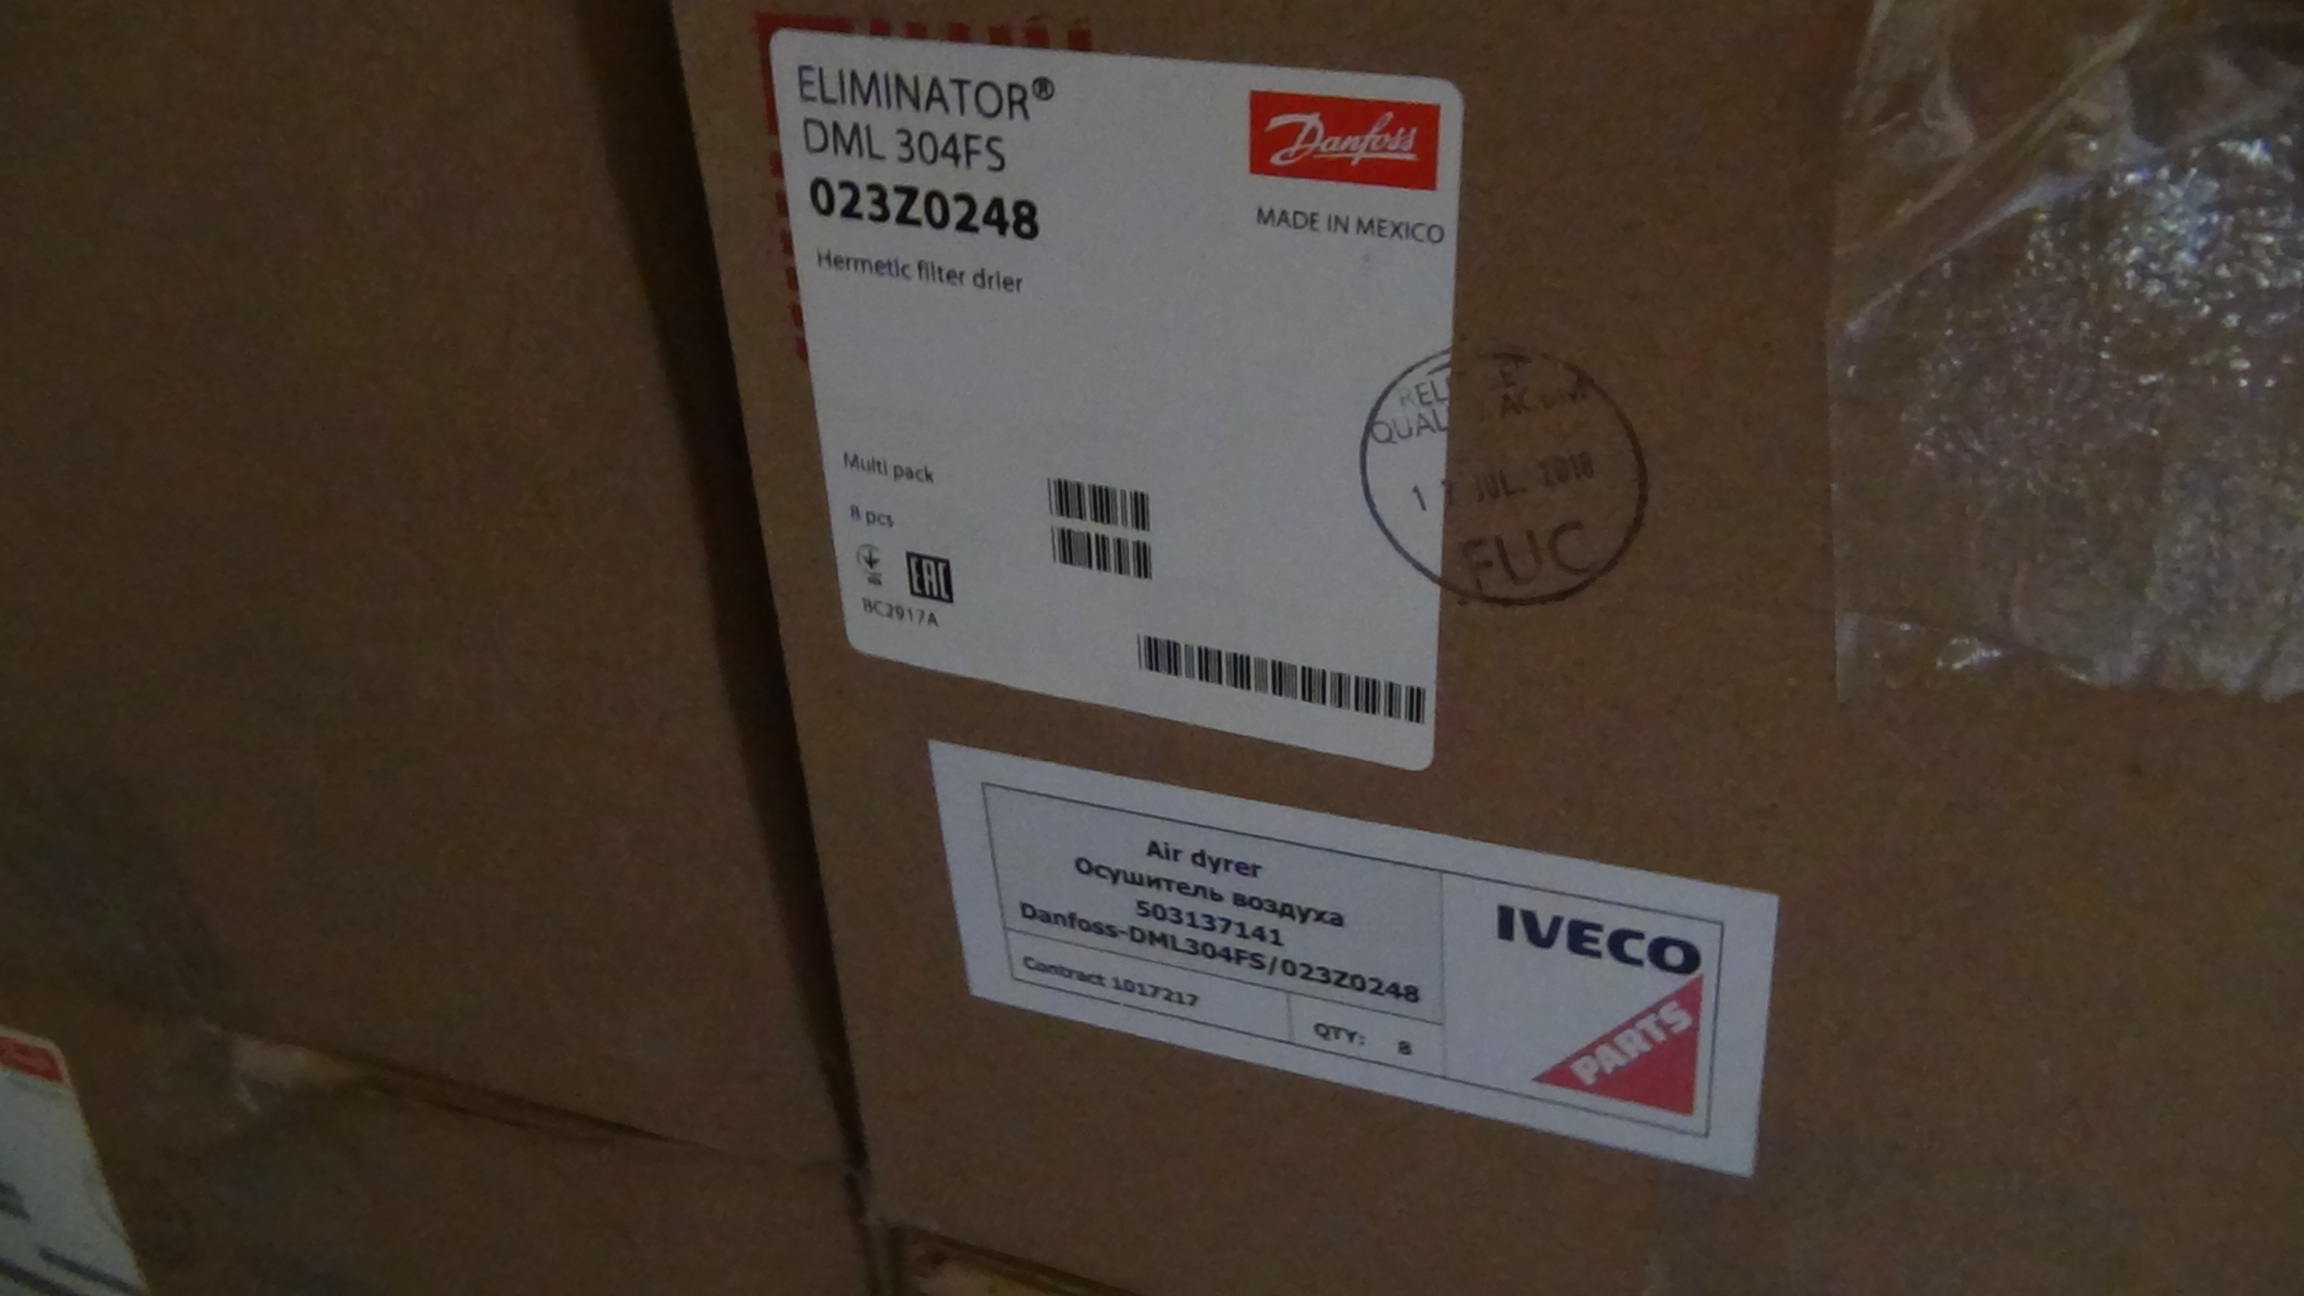 ELIMINATOR®
DML 304FS
023Z0248
Hermetic filter drier
Danfoss
MADE IN MEXICO
Multi pack
8 pcs
EAC
BC2917A
JUL. 2018
FUC
Air dyrer
Осушитель воздуха
503137141
Danfoss-DML304FS/023Z0248
Contract 1017217
QTY: 8
IVECO
PARTS